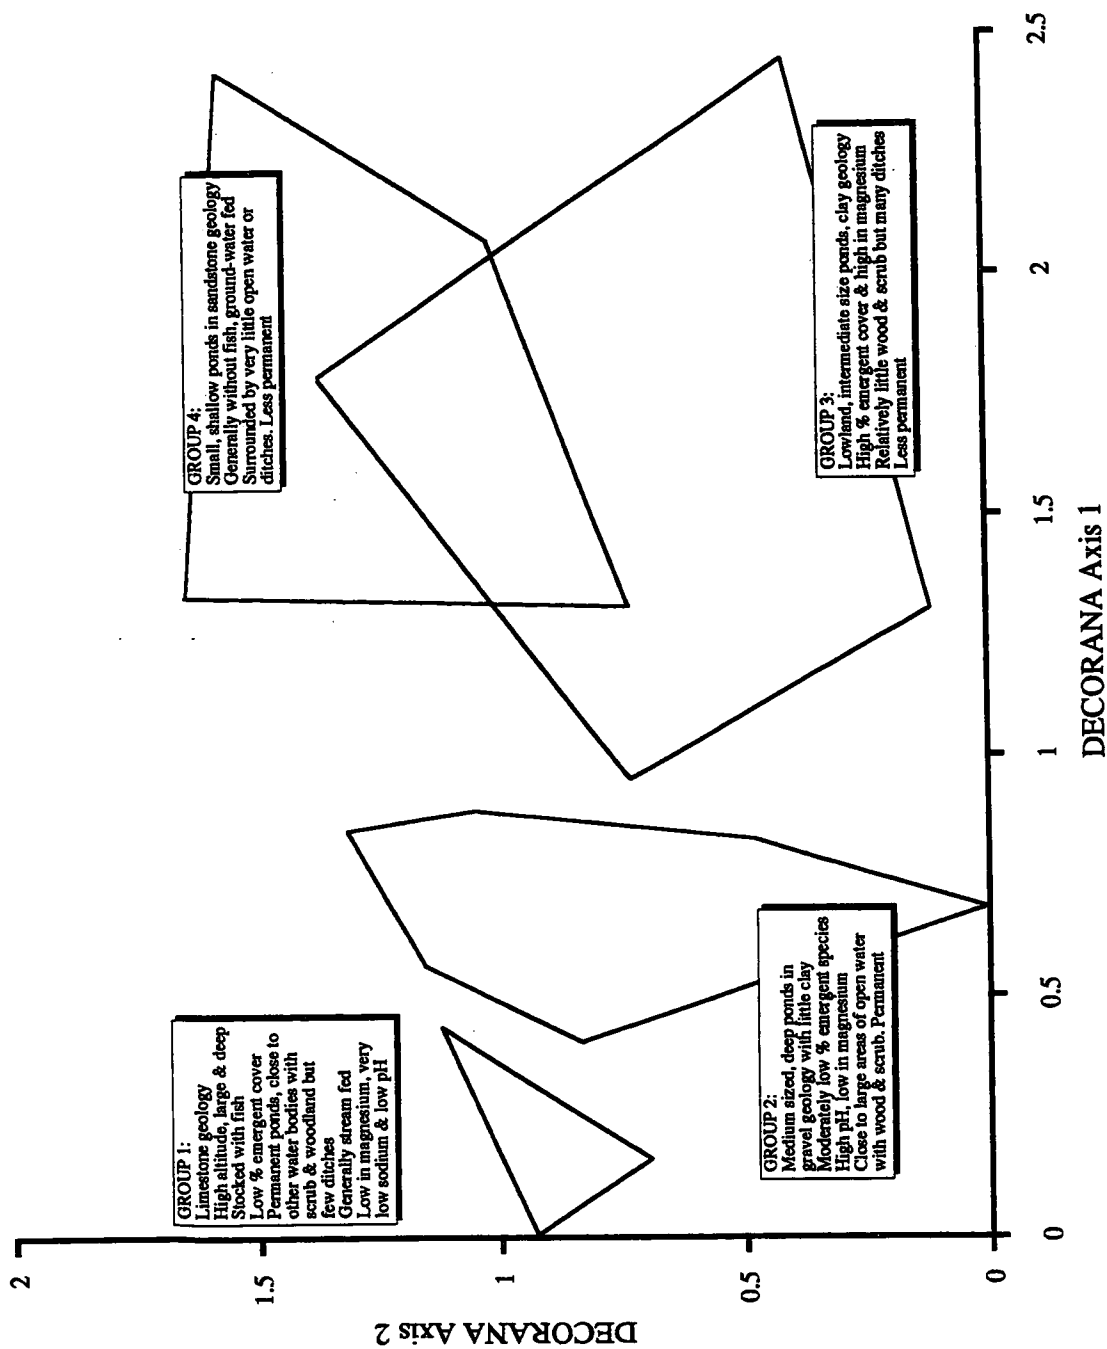 GROUP 4:
Small, shallow ponds in sandstone geology
Generally without fish, ground-water fed
Surrounded by very little open water or
ditches. Less permanent
GROUP 1:
Limestone geology
High altitude, large & deep
Stocked with fish
Low % emergent cover
Permanent ponds, close to
other water bodies with
scrub & woodland but
few ditches
Generally stream fed
Low in magnesium, very
low sodium & low pH
GROUP 3:
Lowland, intermediate size ponds, clay geology
High % emergent cover & high in magnesium
Relatively little wood & scrub but many ditches
Less permanent
GROUP 2:
Medium sized, deep ponds in
gravel geology with little clay
Moderately low % emergent species
High pH, low in magnesium
Close to large areas of open water
with wood & scrub. Permanent
DECORANA Axis 2
2
1.5
1
0.5
0
0
0.5
1
1.5
2
2.5
DECORANA Axis 1